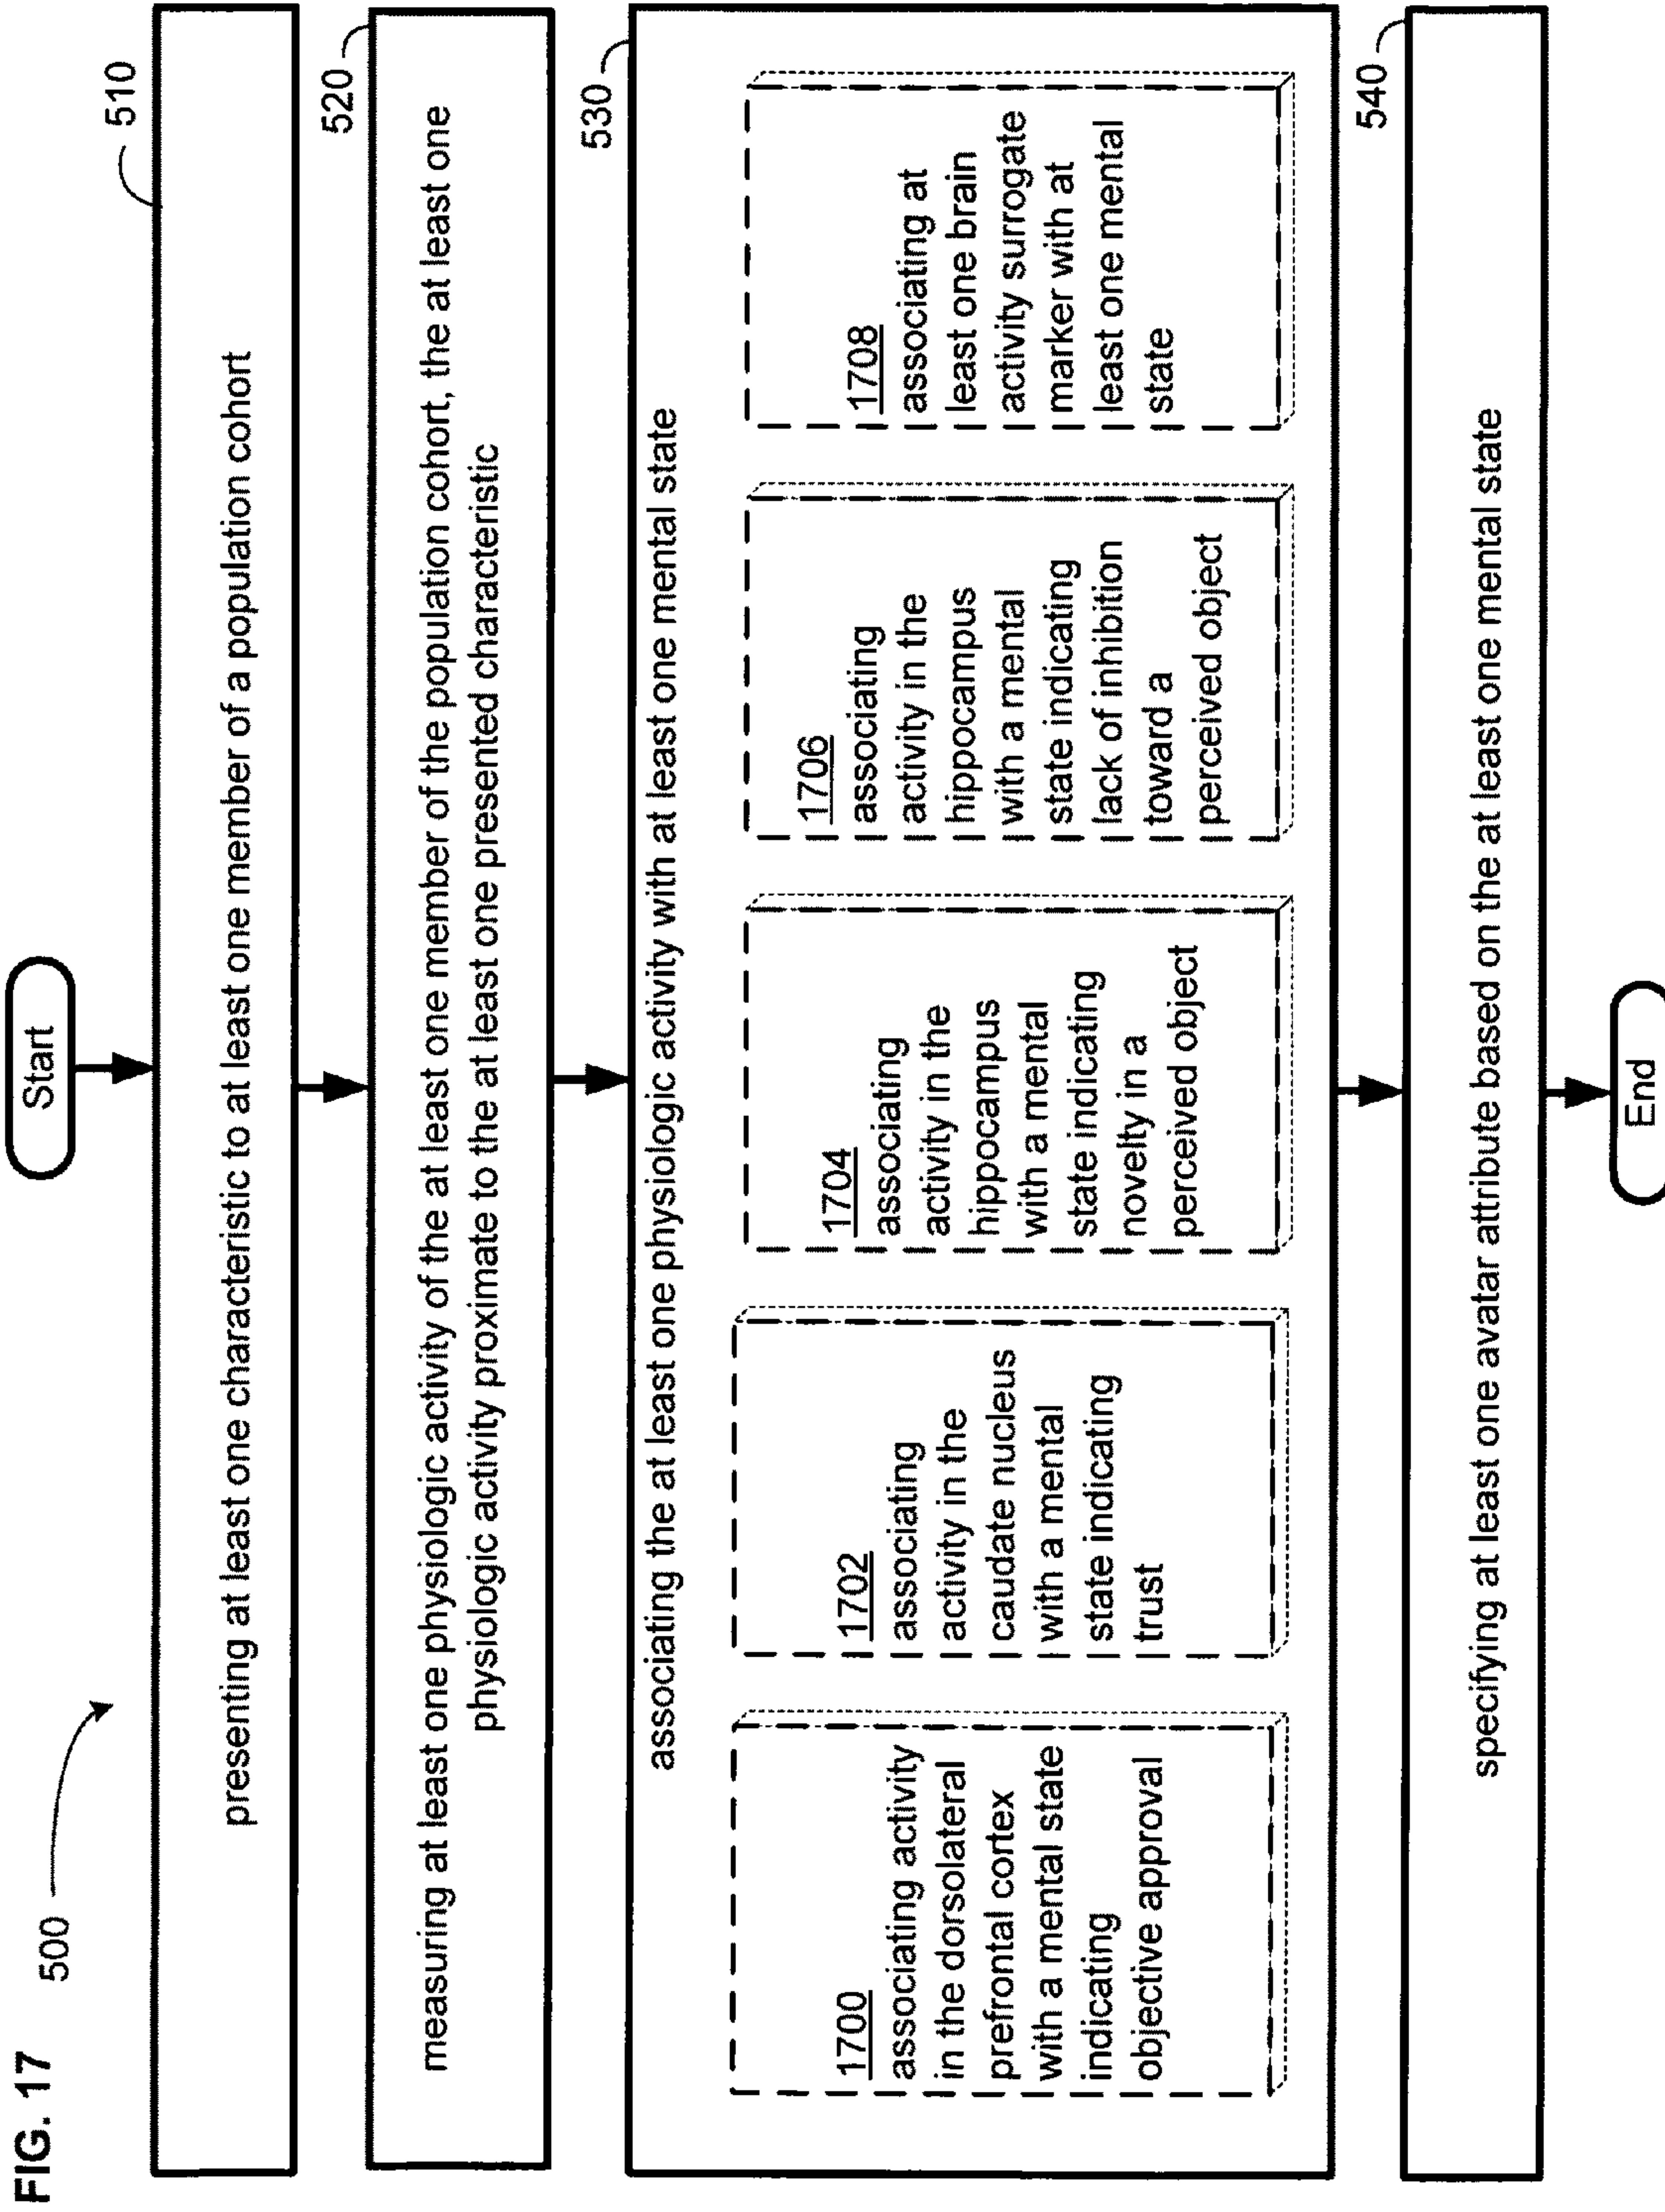 FIG. 17
500
Start
510
presenting at least one characteristic to at least one member of a population cohort
520
measuring at least one physiologic activity of the at least one member of the population cohort, the at least one
physiologic activity proximate to the at least one presented characteristic
530
associating the at least one physiologic activity with at least one mental state
1700
associating activity
in the dorsolateral
prefrontal cortex
with a mental state
indicating
objective approval
1702
associating
activity in the
caudate nucleus
with a mental
state indicating
trust
1704
associating
activity in the
hippocampus
with a mental
state indicating
novelty in a
perceived object
1706
associating
activity in the
hippocampus
with a mental
state indicating
lack of inhibition
toward a
perceived object
1708
associating at
least one brain
activity surrogate
marker with at
least one mental
state
540
specifying at least one avatar attribute based on the at least one mental state
End